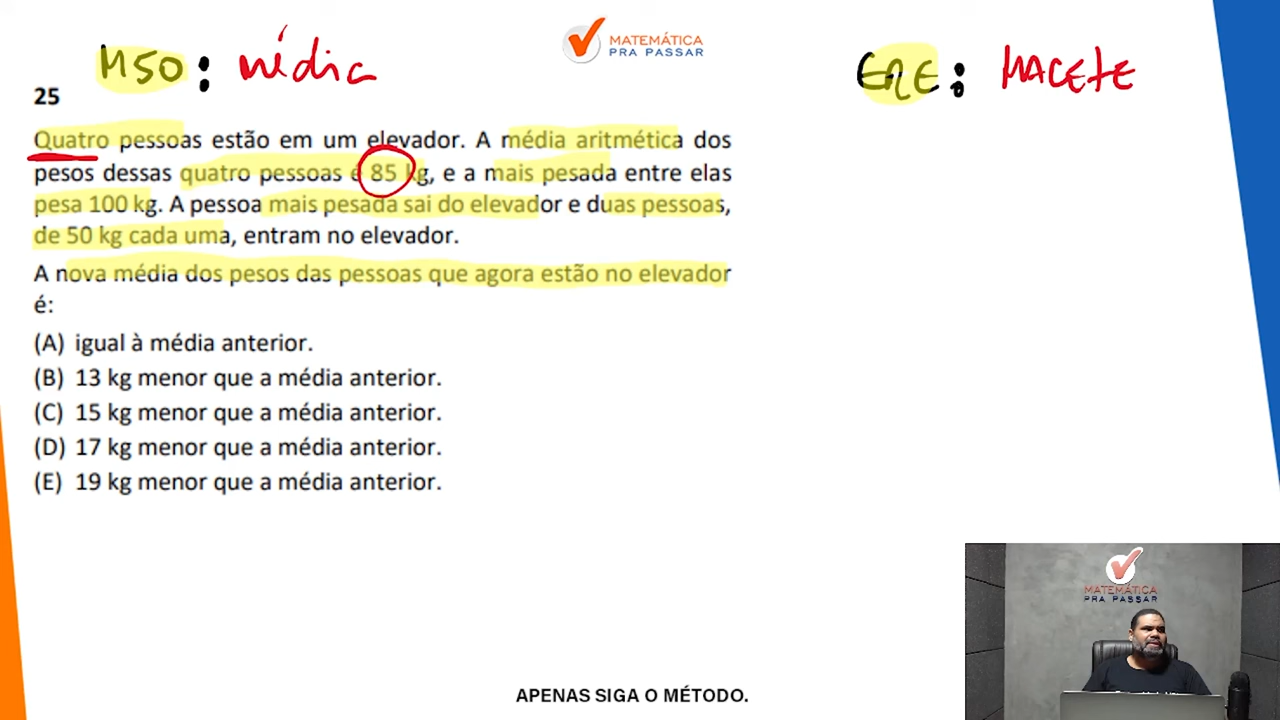 MATEMÁTICA
PRA PASSAR
MSO: média
ERE: MACETE
25
Quatro pessoas estão em um elevador. A média aritmética dos
pesos dessas quatro pessoas é 85 kg, e a mais pesada entre elas
pesa 100 kg. A pessoa mais pesada sai do elevador e duas pessoas,
de 50 kg cada uma, entram no elevador.
A nova média dos pesos das pessoas que agora estão no elevador
é:
(A) igual à média anterior.
(B) 13 kg menor que a média anterior.
(C) 15 kg menor que a média anterior.
(D) 17 kg menor que a média anterior.
(E) 19 kg menor que a média anterior.
MATEMÁTICA
PRA PASSAR
APENAS SIGA O MÉTODO.